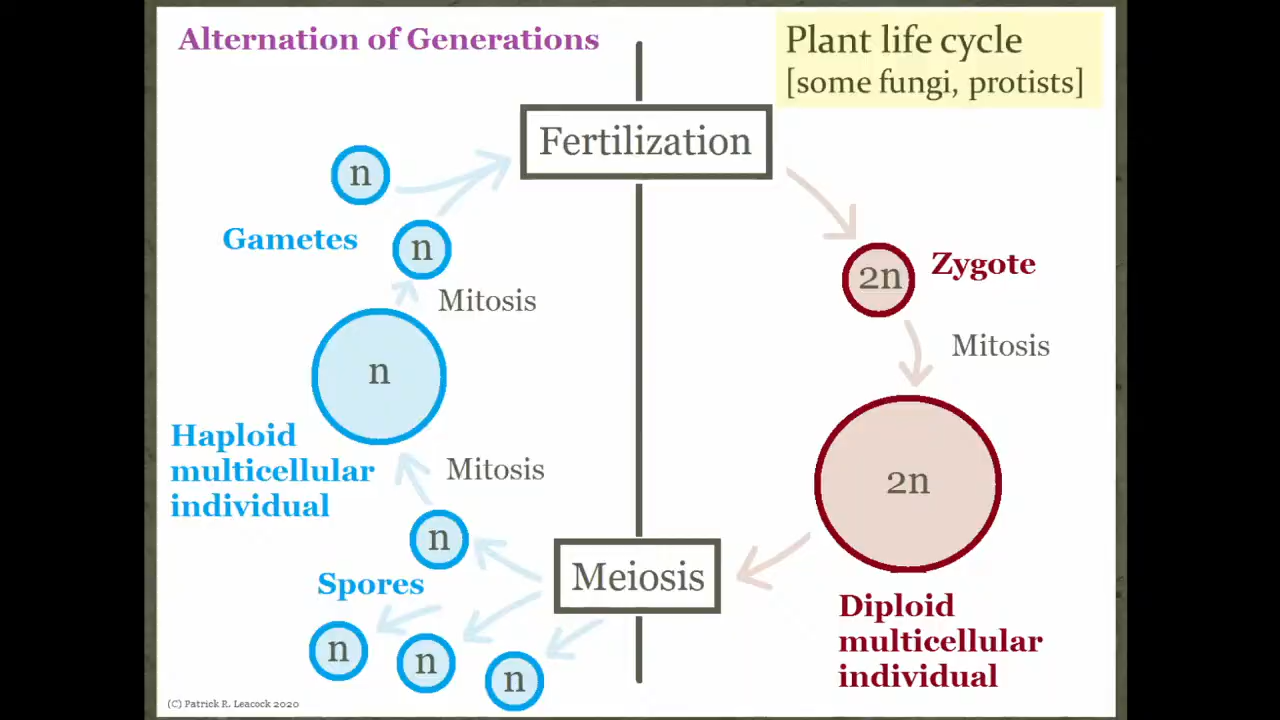 Alternation of Generations
Plant life cycle
[some fungi, protists]
Fertilization
n
Gametes
n
Mitosis
2n
Zygote
Mitosis
n
Haploid
multicellular
individual
Mitosis
2n
n
Spores
Meiosis
Diploid
multicellular
individual
n
n
n
(C) Patrick R. Leacock 2020